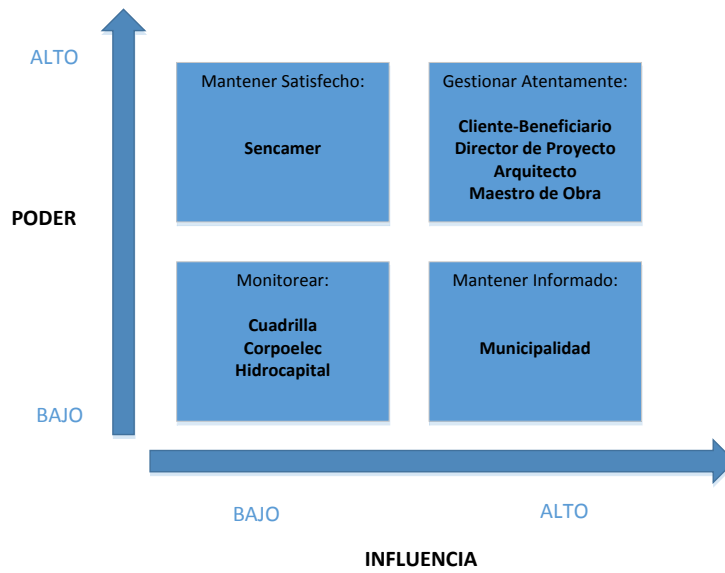 ALTO
Mantener Satisfecho:
Sencamer
Gestionar Atentamente:
Cliente-Beneficiario
Director de Proyecto
Arquitecto
Maestro de Obra
PODER
Monitorear:
Cuadrilla
Corpoelec
Hidrocapital
Mantener Informado:
Municipalidad
BAJO
BAJO
ALTO
INFLUENCIA